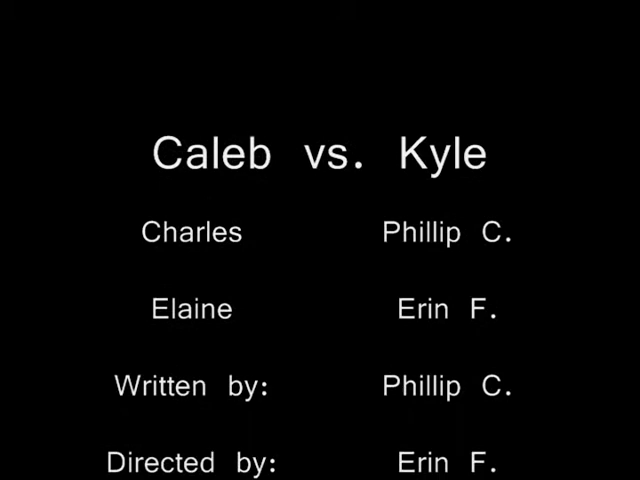 Caleb vs. Kyle
Charles Phillip C.
Elaine Erin F.
Written by: Phillip C.
Directed by: Erin F.